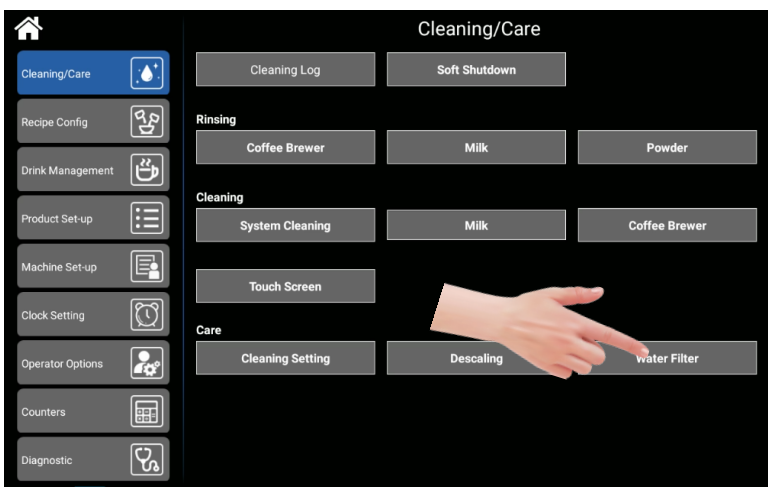 Cleaning/Care
Cleaning/Care
Cleaning Log
Soft Shutdown
Recipe Config
Rinsing
Coffee Brewer
Milk
Powder
Drink Management
Cleaning
Product Set-up
System Cleaning
Milk
Coffee Brewer
Machine Set-up
Touch Screen
Clock Setting
Care
Operator Options
Cleaning Setting
Descaling
Water Filter
Counters
Diagnostic